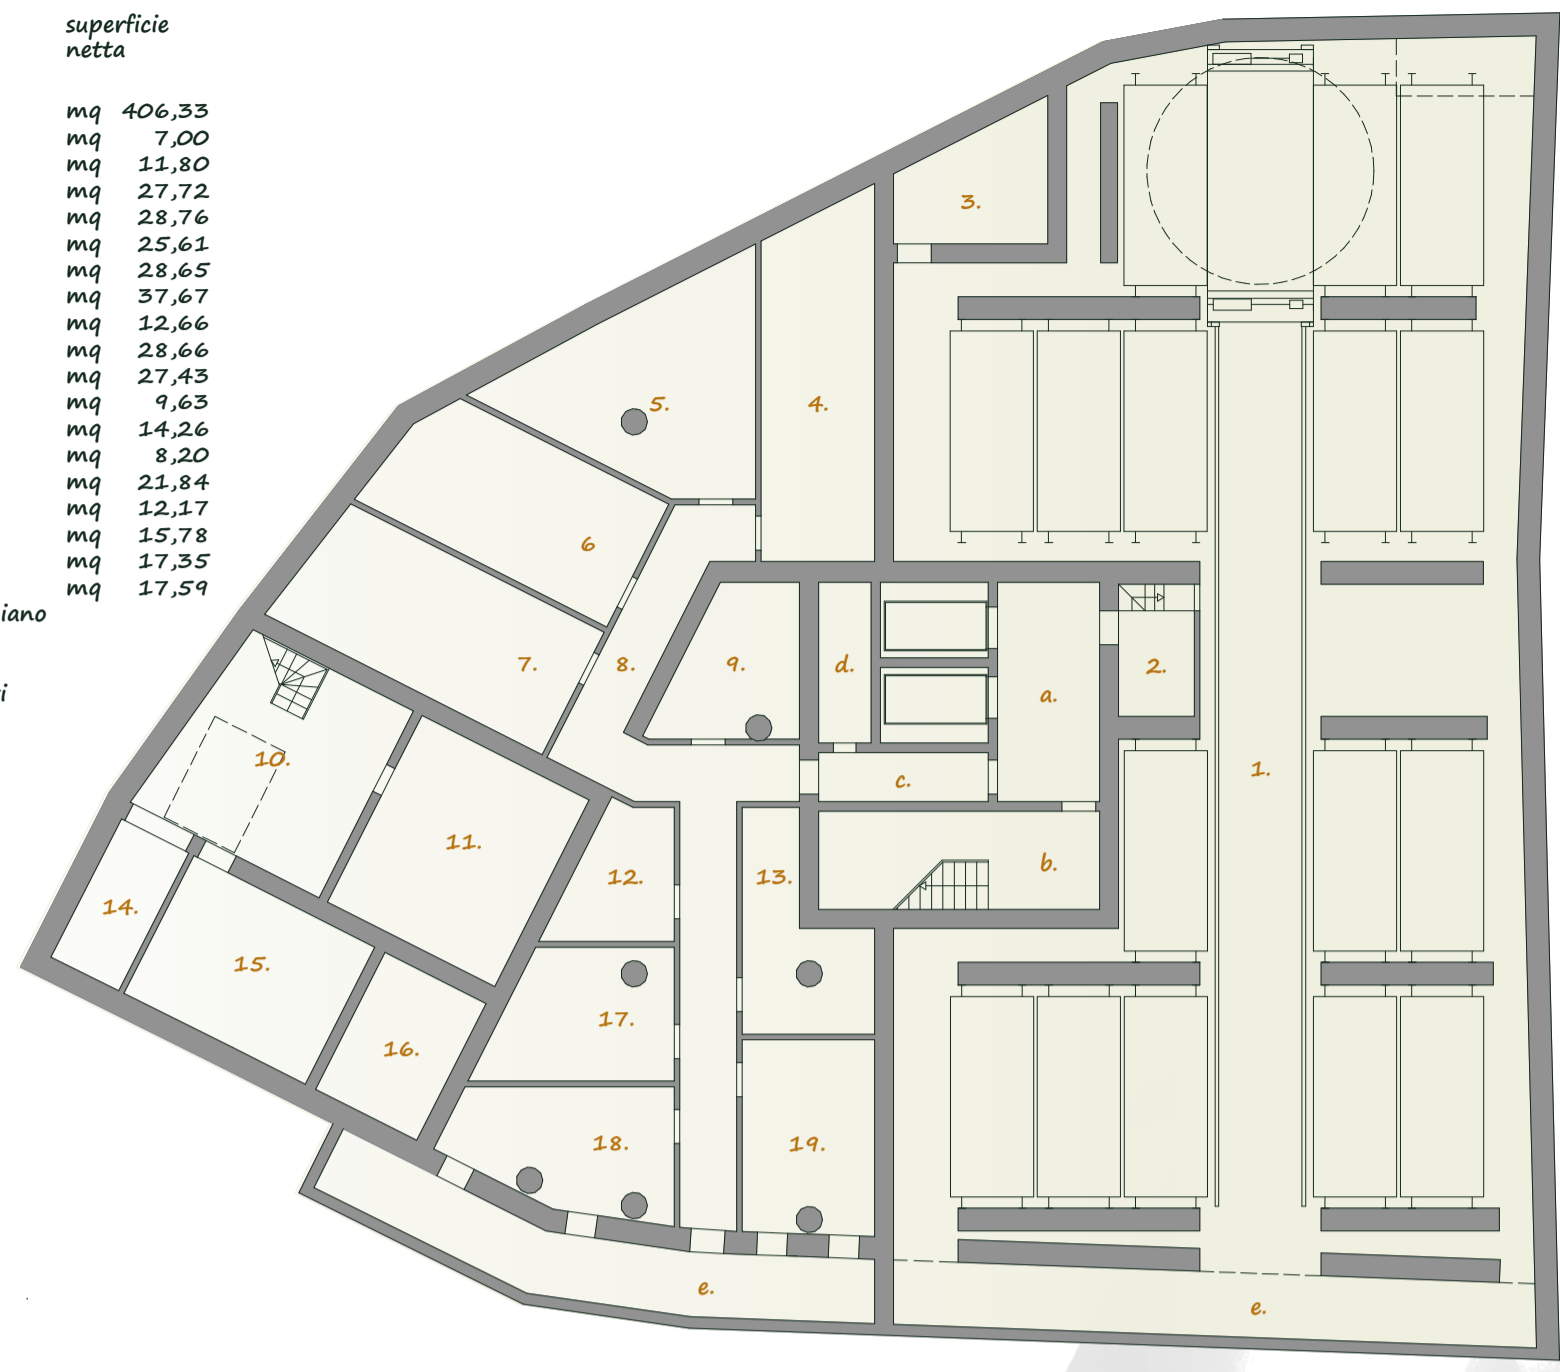 superficie
netta
mq 406,33
mq 7,00
mq 11,80
mq 27,72
mq 28,76
mq 25,61
mq 28,65
mq 37,67
mq 12,66
mq 28,66
mq 27,43
mq 9,63
mq 14,26
mq 8,20
mq 21,84
mq 12,17
mq 15,78
mq 17,35
mq 17,59
iano
i
3.
5.
4.
6
7.
8.
9.
d.
a.
2.
10.
c.
1.
11.
12.
13.
b.
14.
15.
17.
16.
18.
19.
e.
e.